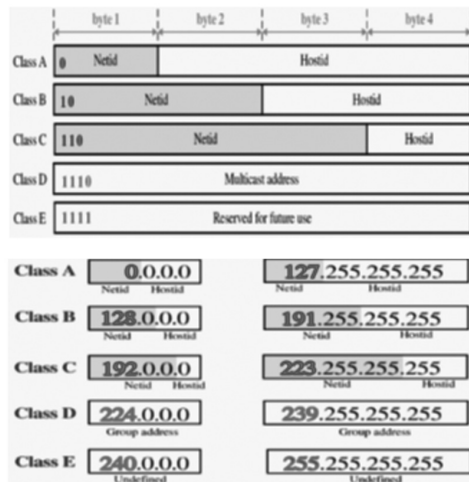 byte 1 byte 2 byte 3 byte 4
Class A 0 Netid Hostid
Class B 10 Netid Hostid
Class C 110 Netid Hostid
Class D 1110 Multicast address
Class E 1111 Reserved for future use
Class A 0.0.0.0 127.255.255.255
Netid Hostid Netid Hostid
Class B 128.0.0.0 191.255.255.255
Netid Hostid Netid Hostid
Class C 192.0.0.0 223.255.255.255
Netid Hostid Netid Hostid
Class D 224.0.0.0 239.255.255.255
Group address Group address
Class E 240.0.0.0 255.255.255.255
Undefined Undefined